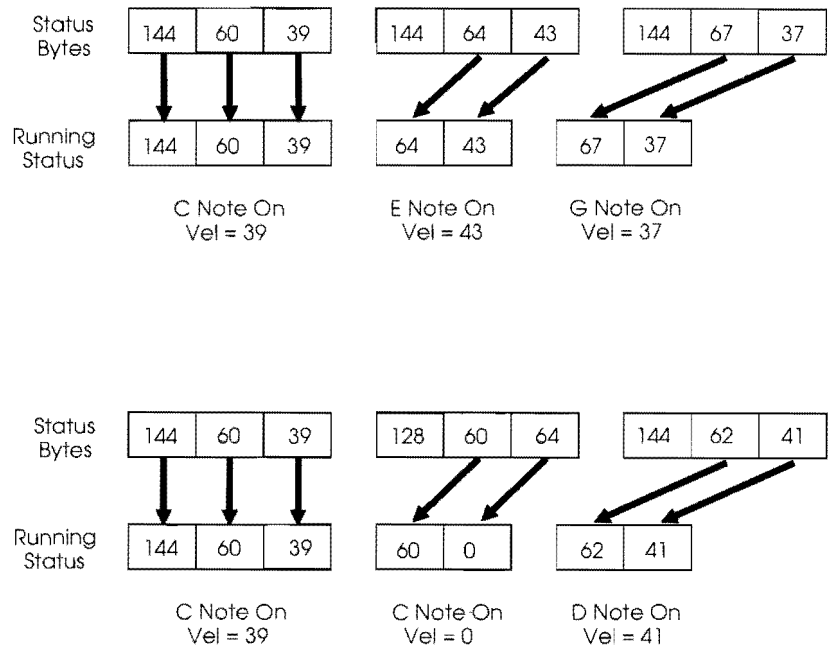 Status
Bytes
144 60 39
144 64 43
144 67 37
Running
Status
144 60 39
64 43
67 37
C Note On
Vel = 39
E Note On
Vel = 43
G Note On
Vel = 37
Status
Bytes
144 60 39
128 60 64
144 62 41
Running
Status
144 60 39
60 0
62 41
C Note On
Vel = 39
C Note On
Vel = 0
D Note On
Vel = 41